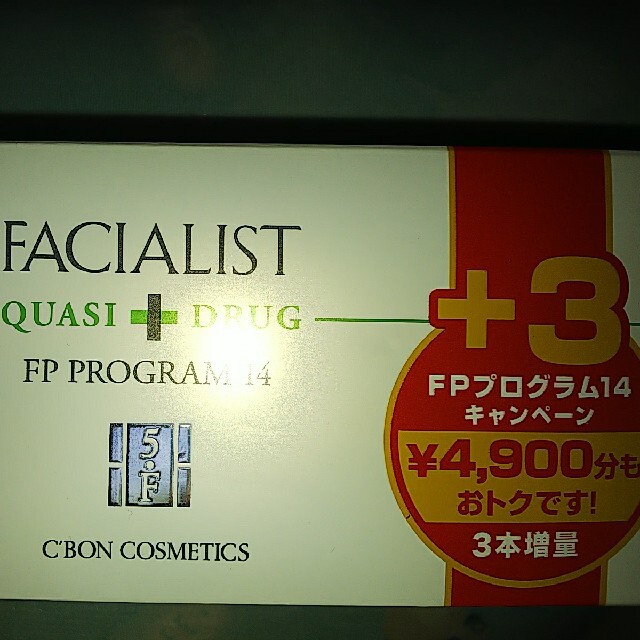 FACIALIST
QUASI DRUG
FP PROGRAM 14
5.F
C'BON COSMETICS
+3
FPプログラム14
キャンペーン
¥4,900分も
おトクです!
3本増量